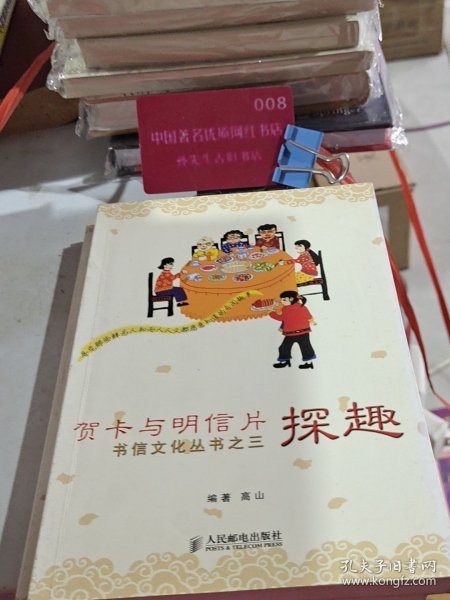 008
中国著名优质网红书店
孙先生古旧书店
贺卡与明信片 探趣
书信文化丛书之三
编著 高山
人民邮电出版社
POSTS & TELECOM PRESS
孔夫子旧书网
www.kongfz.com